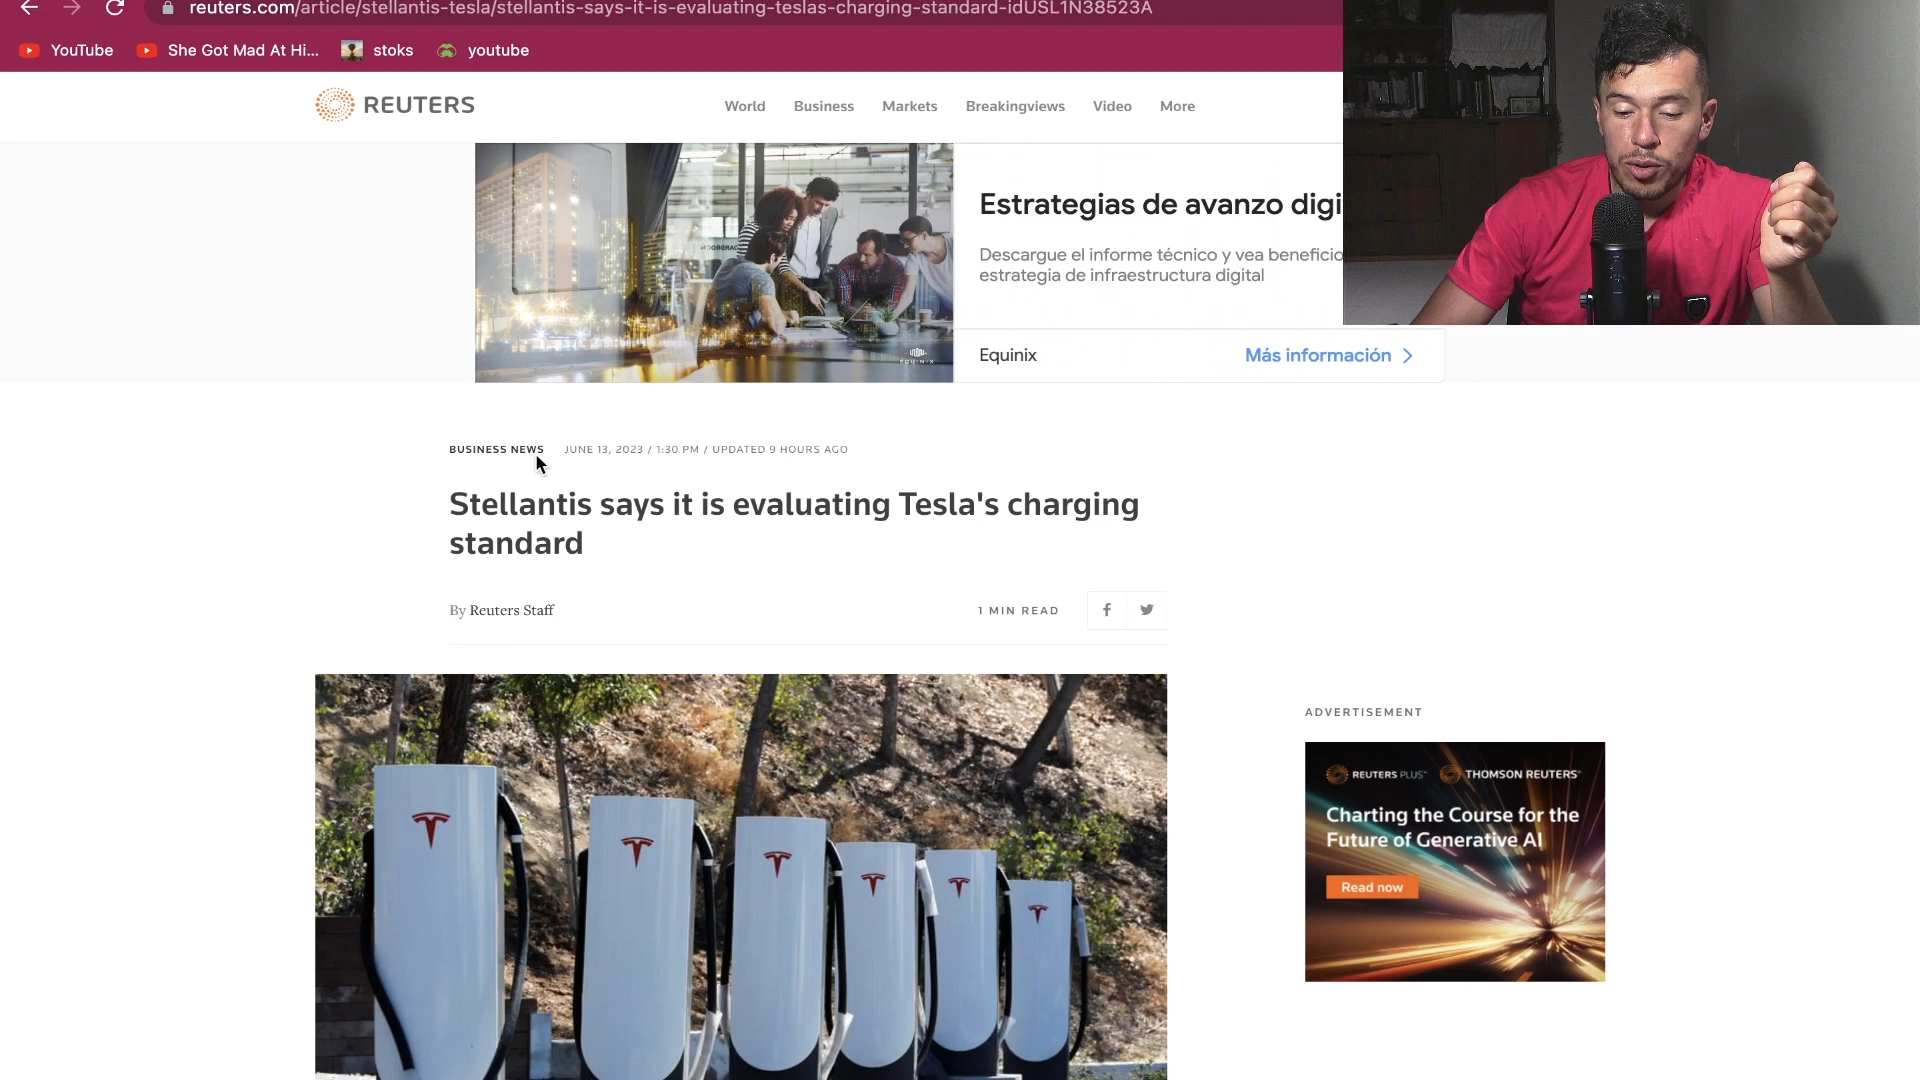 reuters.com/article/stellantis-tesla/stellantis-says-it-is-evaluating-teslas-charging-standard-idUSL1N38523A
YouTube
She Got Mad At Hi...
stoks
youtube
REUTERS
World
Business
Markets
Breakingviews
Video
More
Estrategias de avanzo digi
Descargue el informe técnico y vea beneficio
estrategia de infraestructura digital
EQUINIX
Equinix
Más información
BUSINESS NEWS
JUNE 13, 2023 / 1:30 PM / UPDATED 9 HOURS AGO
Stellantis says it is evaluating Tesla's charging
standard
By Reuters Staff
1 MIN READ
ADVERTISEMENT
REUTERS PLUS
THOMSON REUTERS
Charting the Course for the
Future of Generative AI
Read now